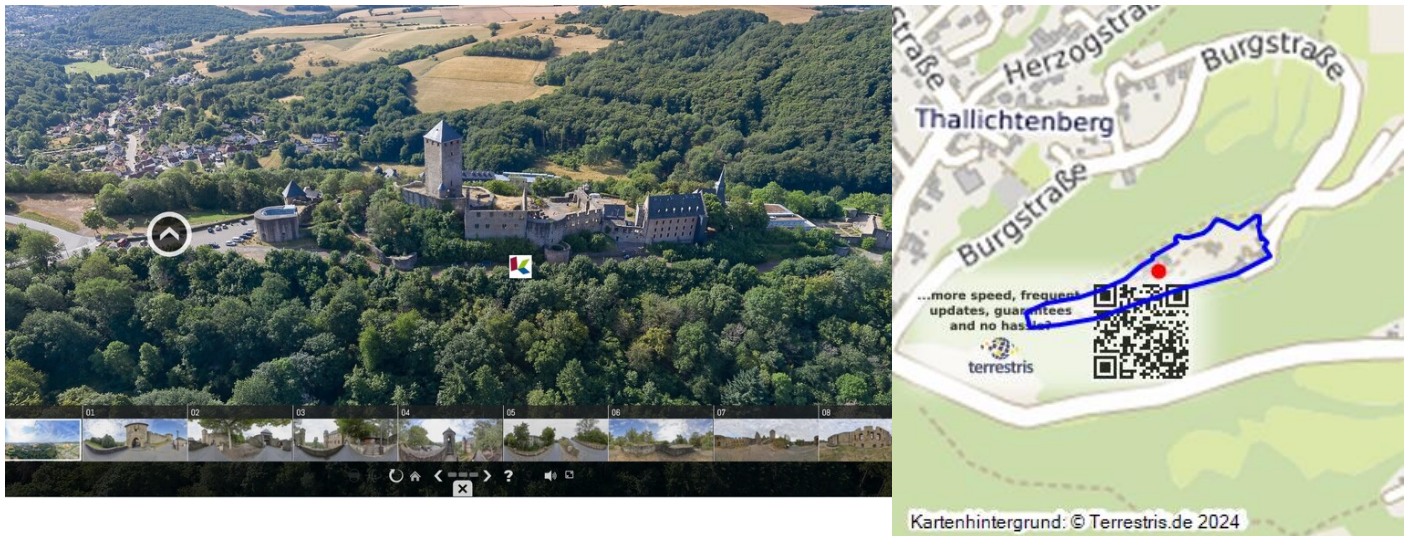 01
02
03
04
05
06
07
08
?
straße
Herzogstra
Burgstraße
Thallichtenberg
Burgstraße
...more speed, frequent
updates, guarantees
and no hassle?
terrestris
Kartenhintergrund: © Terrestris.de 2024